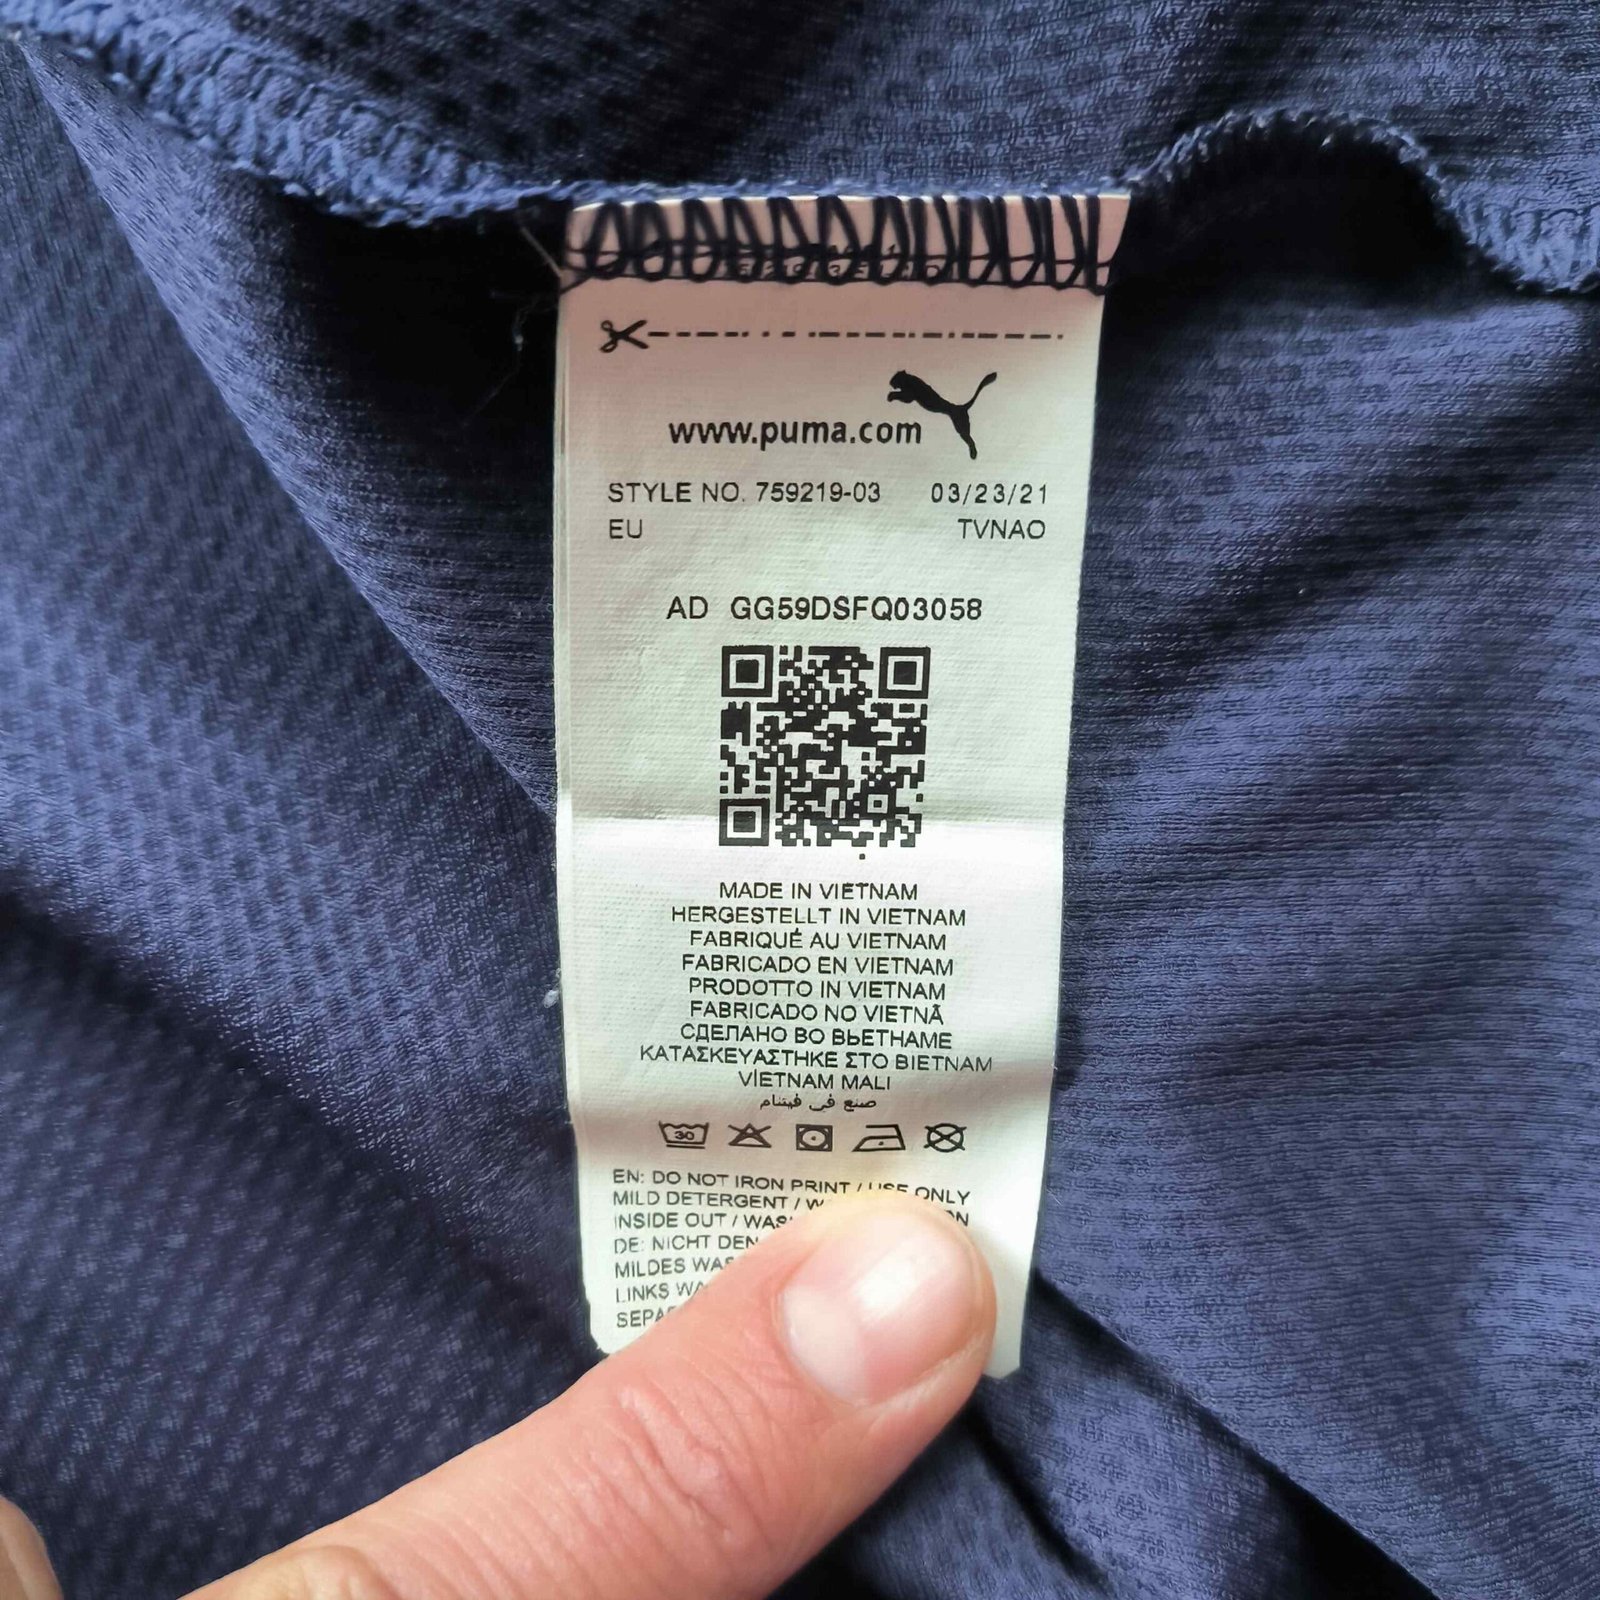 www.puma.com
STYLE NO. 759219-03 03/23/21
EU TVNAO
AD GG59DSFQ03058
MADE IN VIETNAM
HERGESTELLT IN VIETNAM
FABRIQUÉ AU VIETNAM
FABRICADO EN VIETNAM
PRODOTTO IN VIETNAM
FABRICADO NO VIETNÃ
СДЕЛАНО ВО ВЬЕТНАМЕ
ΚΑΤΑΣΚΕΥΑΣΤΗΚΕ ΣΤΟ ΒΙΕΤΝΑΜ
VİETNAM MALI
صنع في فيتنام
30
EN: DO NOT IRON PRINT / USE ONLY
MILD DETERGENT /
INSIDE OUT /
DE: NICHT DEN
MILDES
LINKS